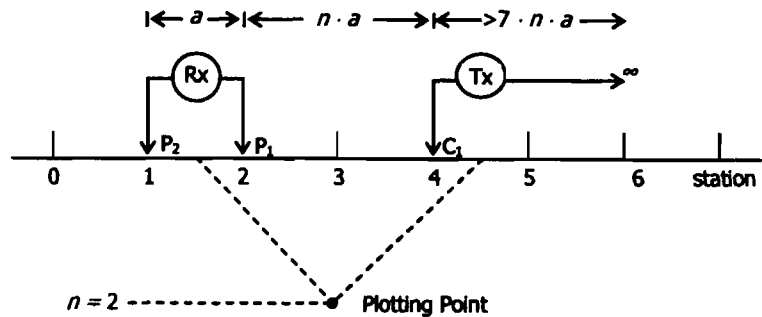 a n · a >7 · n · a
Rx Tx ∞
P₂ P₁ C₁
0 1 2 3 4 5 6 station
n = 2 Plotting Point